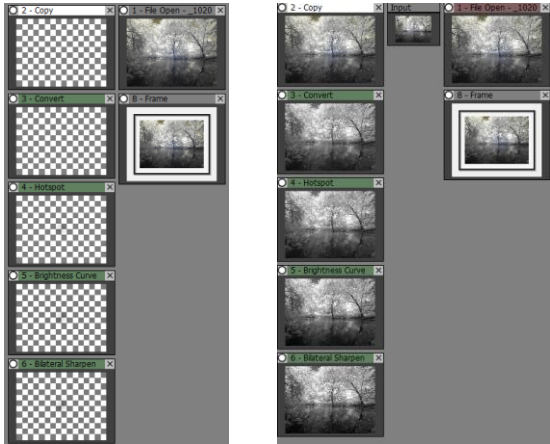 2 - Copy
1 - File Open - _1020
3 - Convert
8 - Frame
4 - Hotspot
5 - Brightness Curve
6 - Bilateral Sharpen
2 - Copy
Input
1 - File Open - _1020
3 - Convert
8 - Frame
4 - Hotspot
5 - Brightness Curve
6 - Bilateral Sharpen